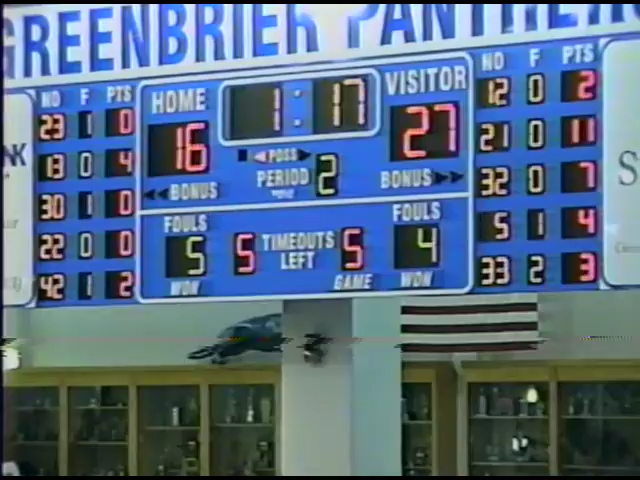 GREENBRIER PANTHER
NO F PTS
23 1 0
13 0 4
30 1 0
22 0 0
42 1 2
HOME
16
1:17
VISITOR
27
POSS
PERIOD 2
BONUS
BONUS
FOULS
5
WON
5 TIMEOUTS LEFT 5
GAME
FOULS
4
WON
NO F PTS
12 0 2
21 0 11
32 0 7
5 1 4
33 2 3
NK
S